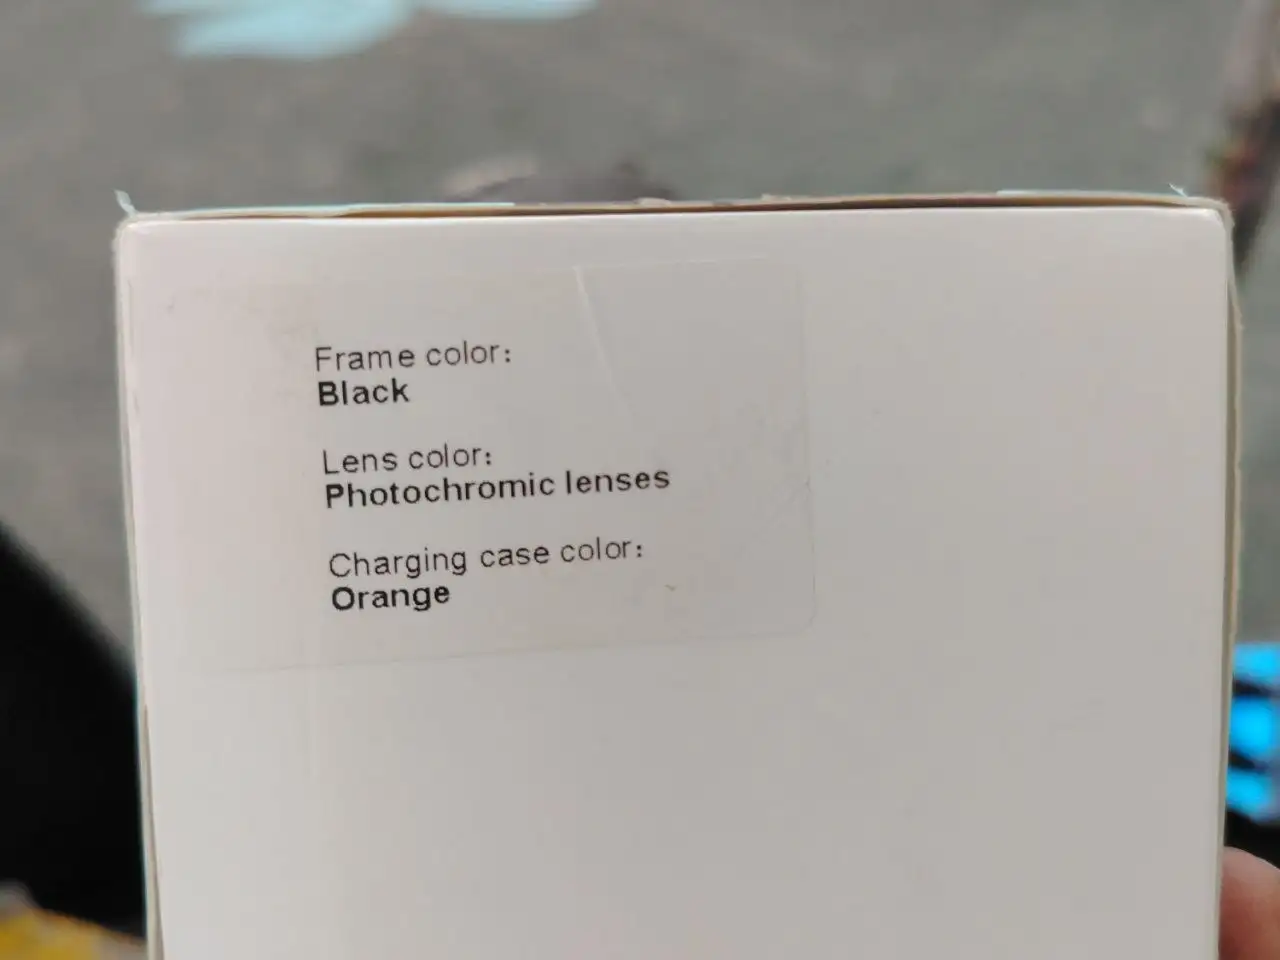 Frame color:
Black
Lens color:
Photochromic lenses
Charging case color:
Orange